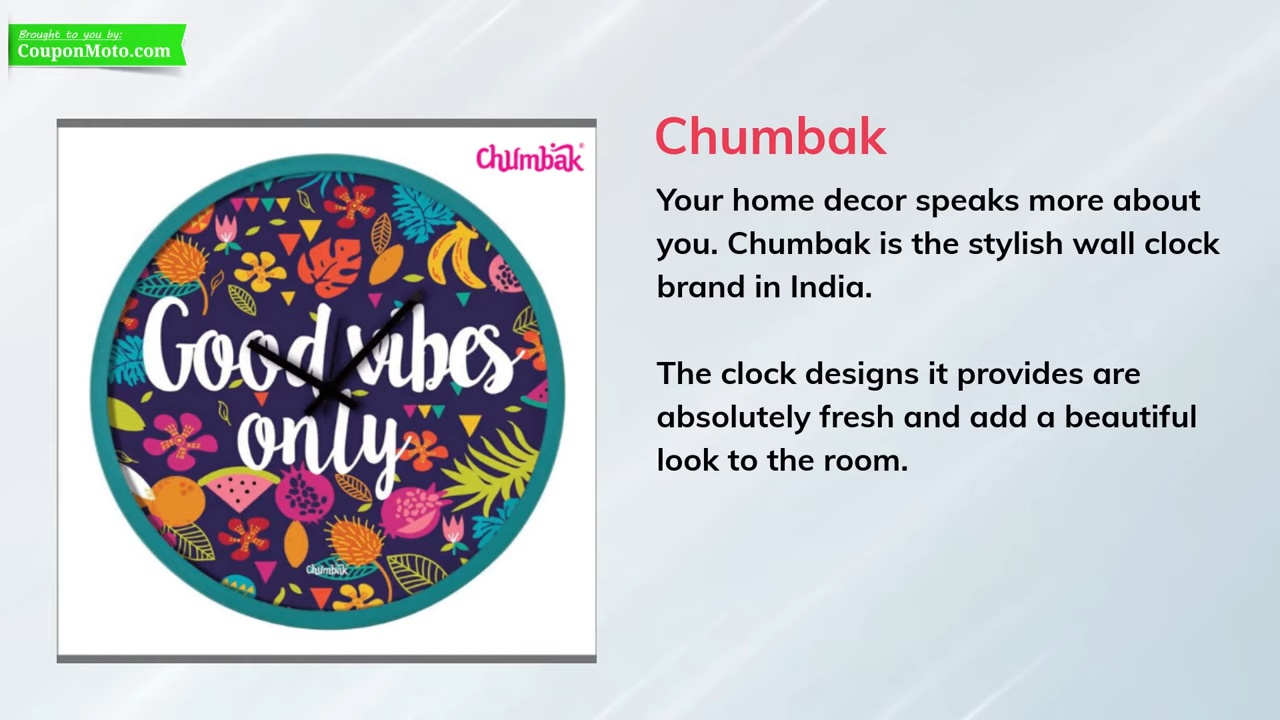 Brought to you by:
CouponMoto.com
Chumbak
Good vibes
only
Chumbak
Chumbak
Your home decor speaks more about
you. Chumbak is the stylish wall clock
brand in India.
The clock designs it provides are
absolutely fresh and add a beautiful
look to the room.